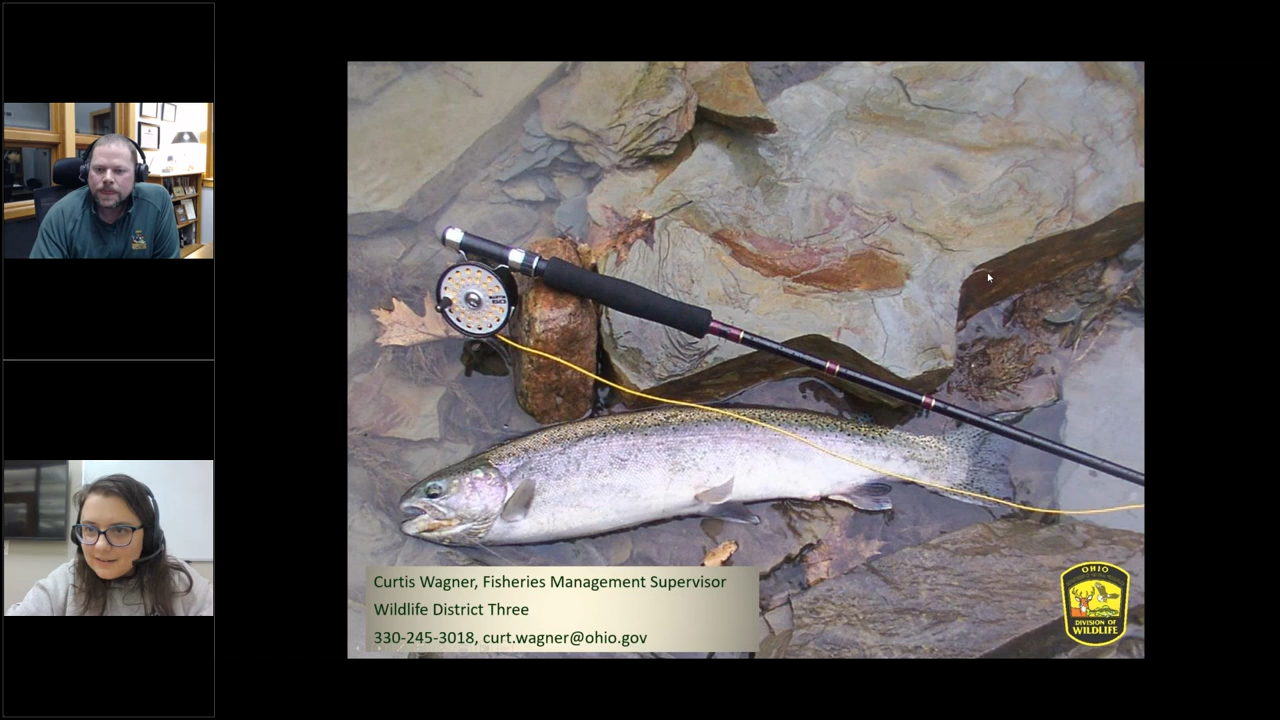 Curtis Wagner, Fisheries Management Supervisor
Wildlife District Three
330-245-3018, curt.wagner@ohio.gov
OHIO
DIVISION OF
WILDLIFE